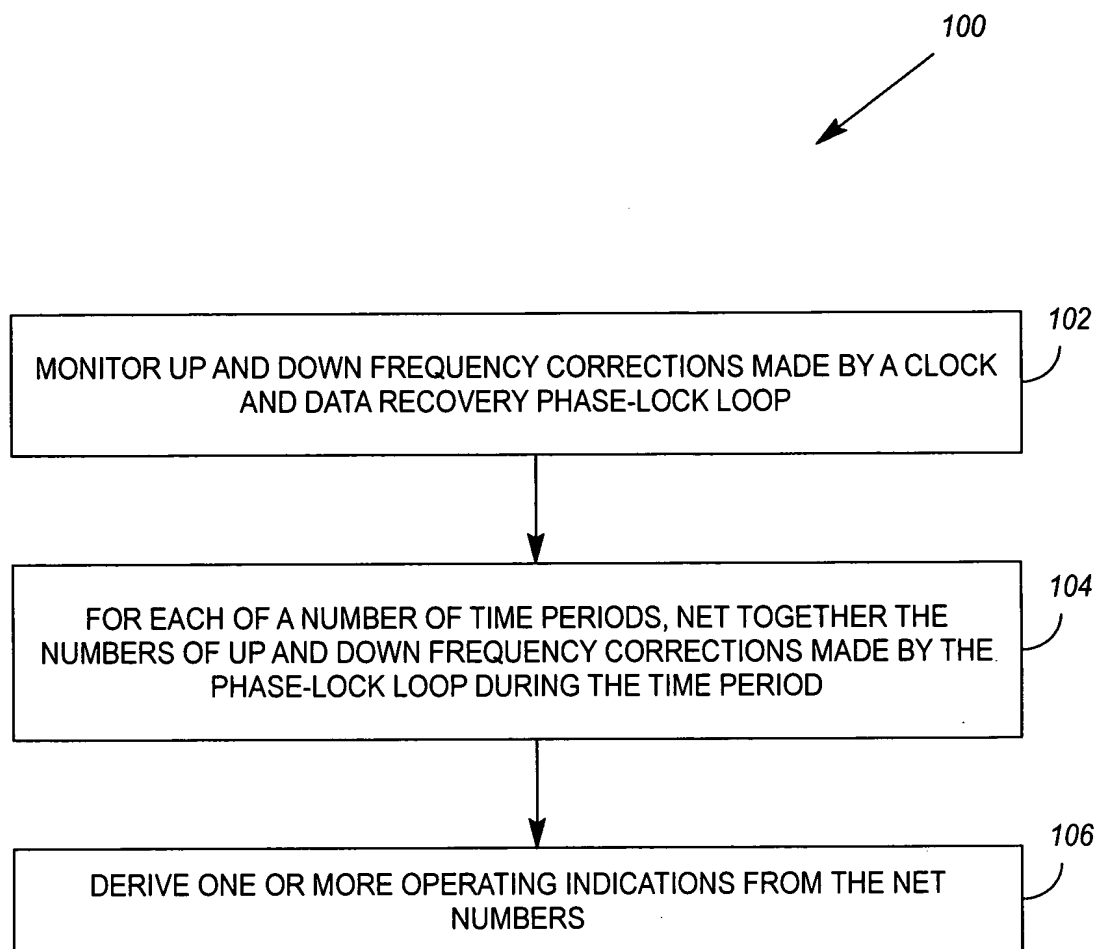 100
102
MONITOR UP AND DOWN FREQUENCY CORRECTIONS MADE BY A CLOCK
AND DATA RECOVERY PHASE-LOCK LOOP
104
FOR EACH OF A NUMBER OF TIME PERIODS, NET TOGETHER THE
NUMBERS OF UP AND DOWN FREQUENCY CORRECTIONS MADE BY THE
PHASE-LOCK LOOP DURING THE TIME PERIOD
106
DERIVE ONE OR MORE OPERATING INDICATIONS FROM THE NET
NUMBERS